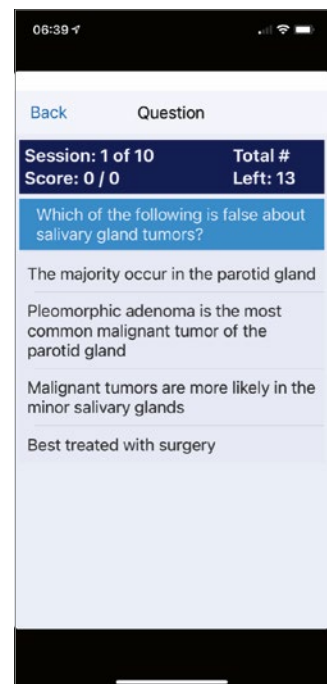 06:39
Back Question
Session: 1 of 10 Total #
Score: 0 / 0 Left: 13
Which of the following is false about
salivary gland tumors?
The majority occur in the parotid gland
Pleomorphic adenoma is the most
common malignant tumor of the
parotid gland
Malignant tumors are more likely in the
minor salivary glands
Best treated with surgery